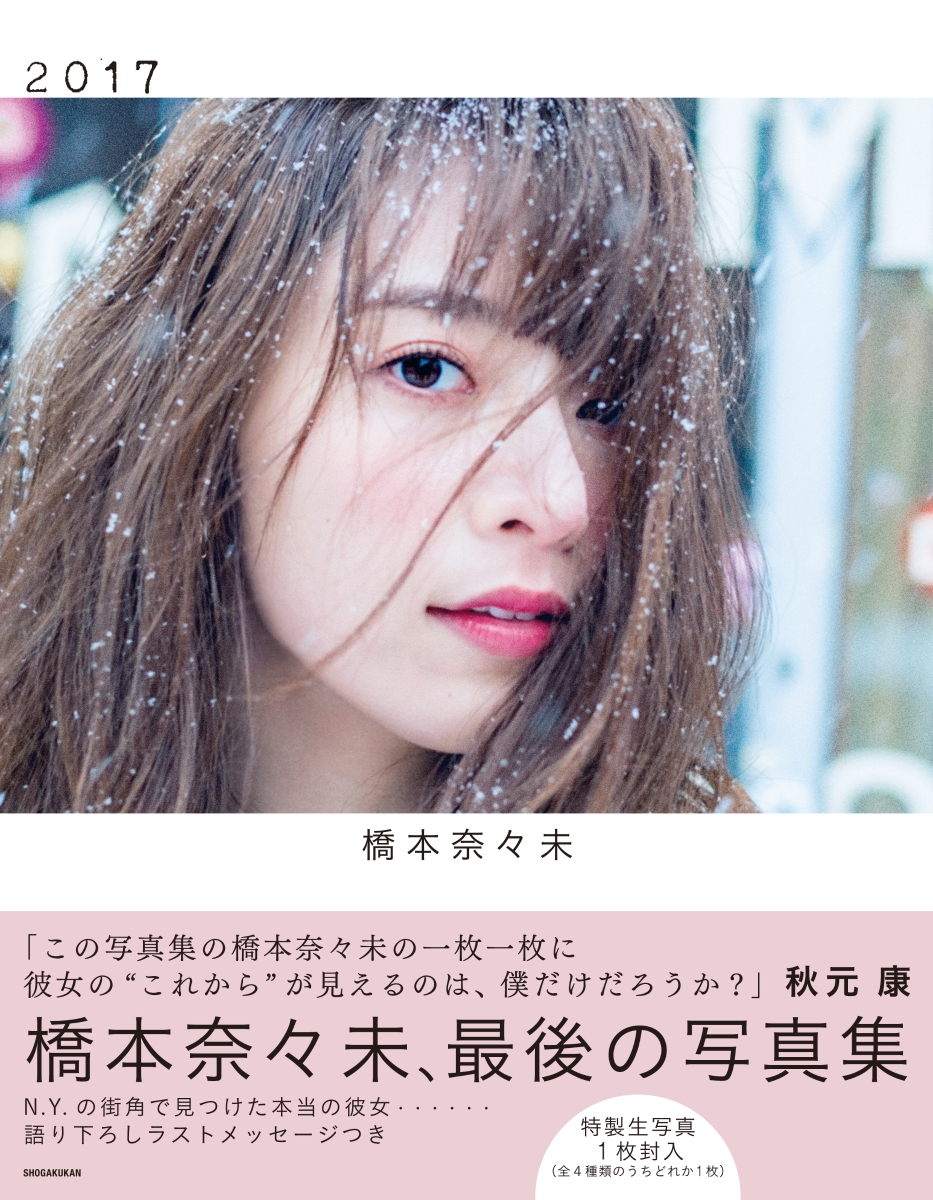 2017
橋本奈々未
「この写真集の橋本奈々未の一枚一枚に
彼女の“これから”が見えるのは、僕だけだろうか？」 秋元 康
橋本奈々未、最後の写真集
N.Y.の街角で見つけた本当の彼女‥‥‥
語り下ろしラストメッセージつき
特製生写真
1枚封入
（全4種類のうちどれか1枚）
SHOGAKUKAN